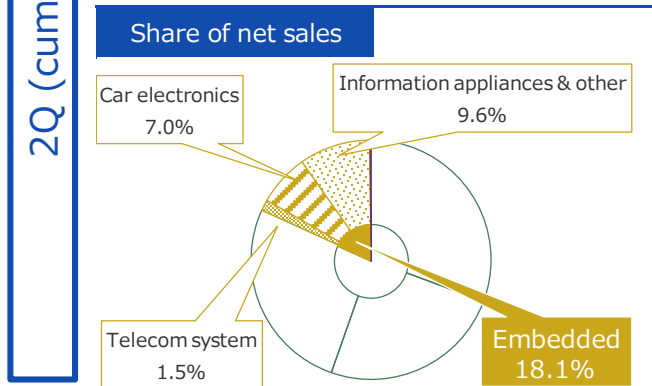 2Q (cum
Share of net sales
Car electronics
7.0%
Information appliances & other
9.6%
Telecom system
1.5%
Embedded
18.1%